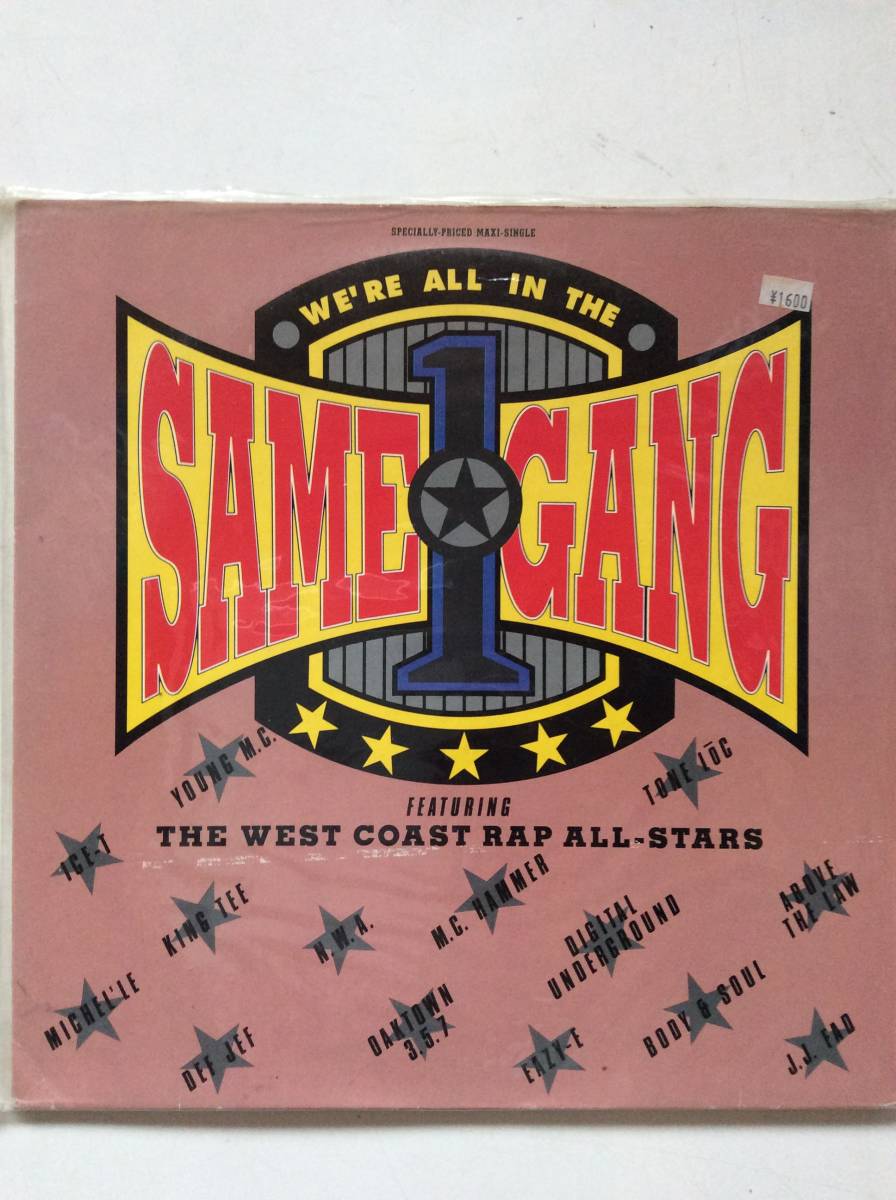 SPECIALLY-PRICED MAXI-SINGLE
WE'RE ALL IN THE
¥1600
SAME 1 GANG
YOUNG M.C.
TONE LŌC
FEATURING
THE WEST COAST RAP ALL-STARS
ICE-T
KING TEE
N.W.A.
M.C. HAMMER
DIGITAL
UNDERGROUND
ABOVE
THE LAW
MICHEL'LE
DEF JEF
OAKTOWN
3.5.7
EAZY-E
BODY & SOUL
J.J. FAD